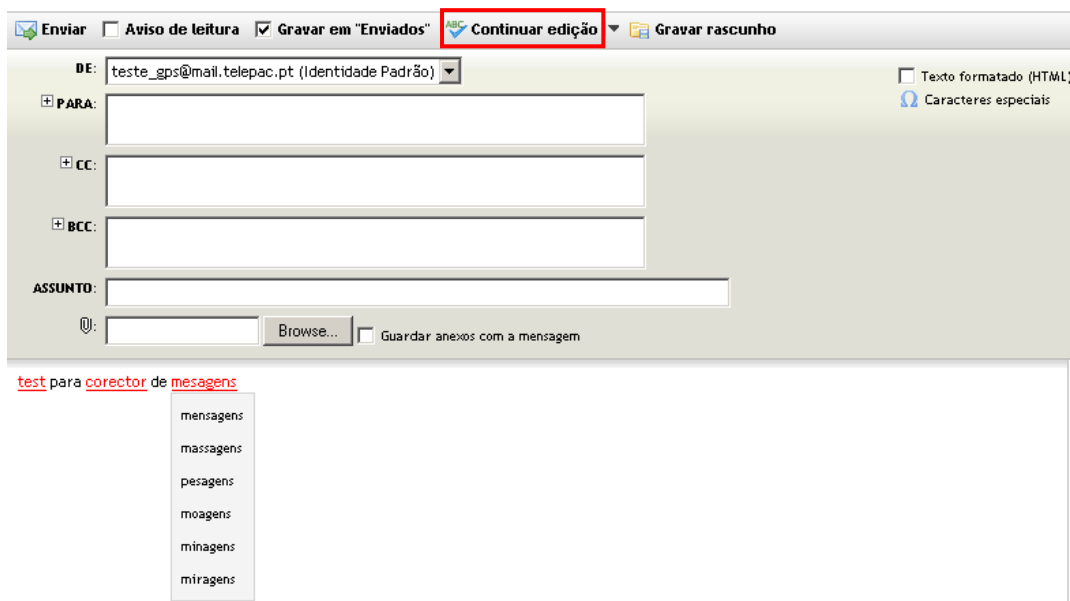 Enviar Aviso de leitura Gravar em "Enviados" ABC Continuar edição Gravar rascunho
DE: teste_gps@mail.telepac.pt (Identidade Padrão) Texto formatado (HTML)
PARA: Ω Caracteres especiais
CC:
BCC:
ASSUNTO:
: Browse... Guardar anexos com a mensagem
test para corector de mesagens
mensagens
massagens
pesagens
moagens
minagens
miragens